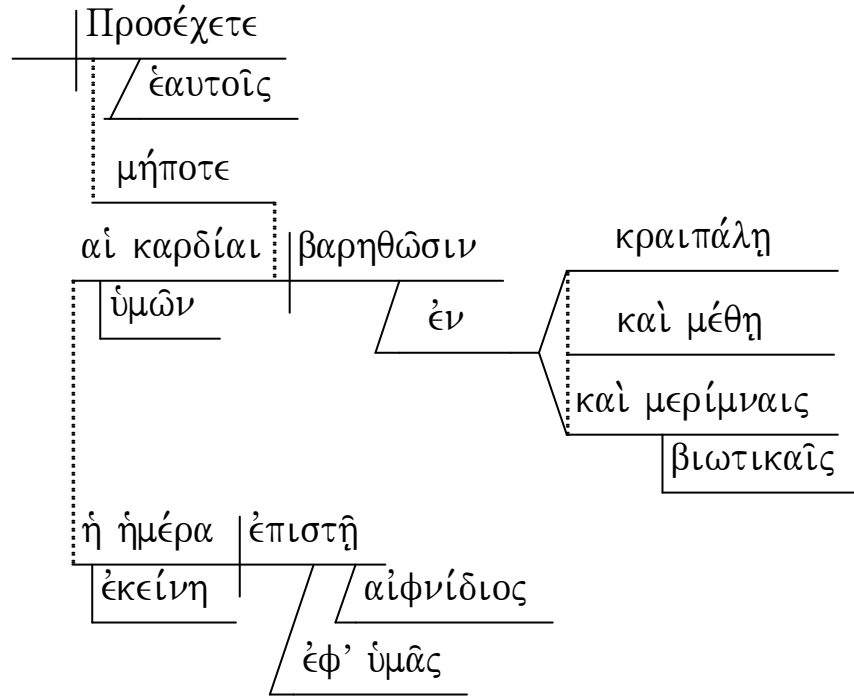 Προσέχετε
ἑαυτοῖς
μήποτε
αἱ καρδίαι βαρηθῶσιν
ὑμῶν
ἐν
κραιπάλῃ
καὶ μέθῃ
καὶ μερίμναις
βιωτικαῖς
ἡ ἡμέρα ἐπιστῇ
ἐκείνη
αἰφνίδιος
ἐφ’ ὑμᾶς